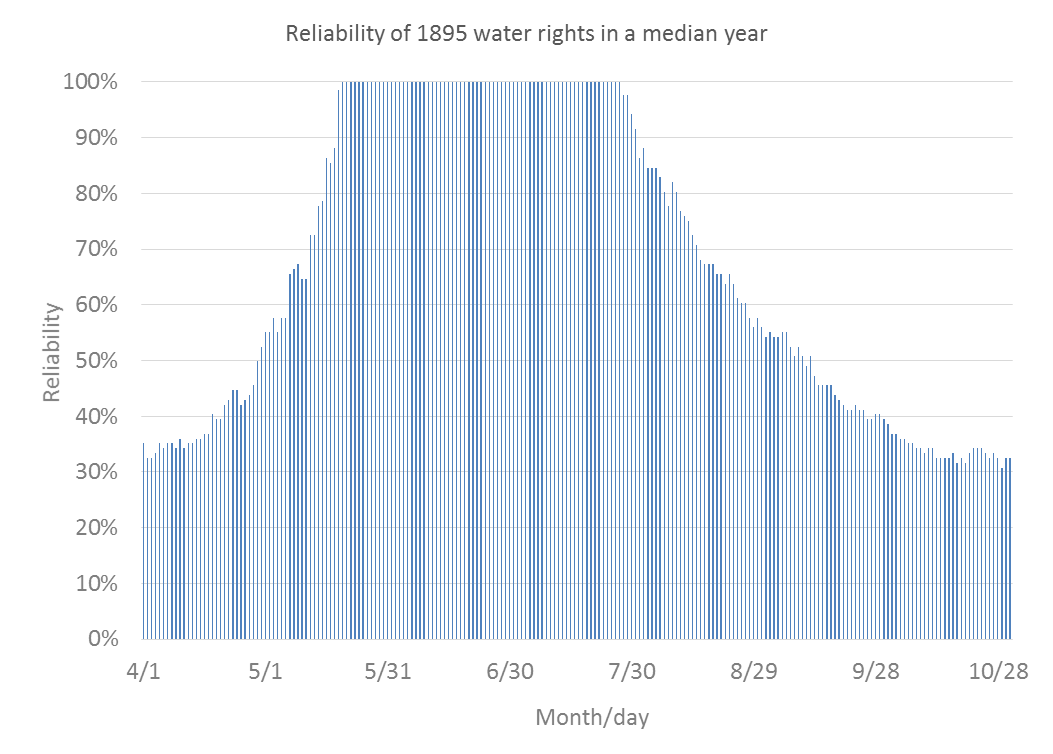 Reliability of 1895 water rights in a median year
100%
90%
80%
70%
60%
50%
40%
30%
20%
10%
0%
Reliability
4/1 5/1 5/31 6/30 7/30 8/29 9/28 10/28
Month/day